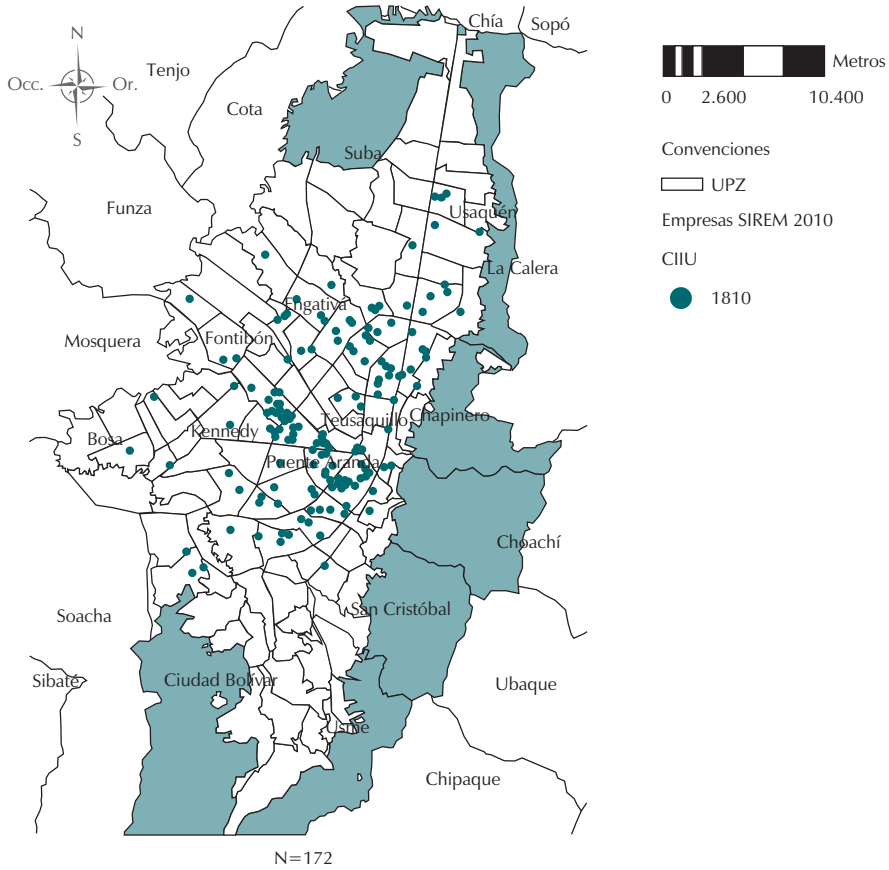 Chía
Sopó
N
Tenjo
Occ.
Or.
Metros
0
2.600
10.400
Cota
S
Suba
Convenciones
UPZ
Funza
Usaquén
Empresas SIREM 2010
CIIU
La Calera
1810
Engativá
Mosquera
Fontibón
Chapinero
Teusaquillo
Kennedy
Bosa
Puente Aranda
Choachí
San Cristóbal
Soacha
Sibaté
Ciudad Bolívar
Ubaque
Usme
Chipaque
N=172